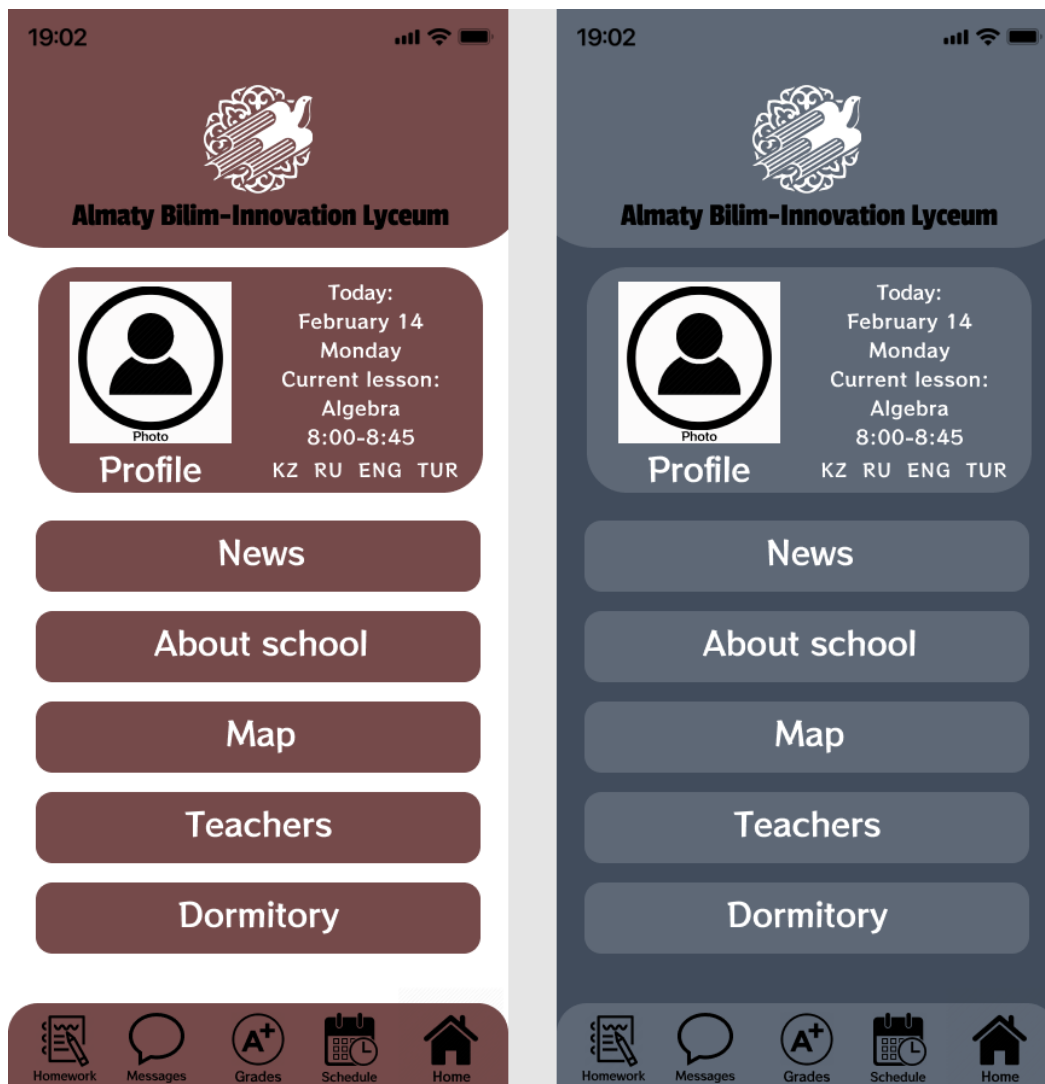 19:02
Almaty Bilim-Innovation Lyceum
Photo
Profile
Today:
February 14
Monday
Current lesson:
Algebra
8:00-8:45
KZ RU ENG TUR
News
About school
Map
Teachers
Dormitory
Homework
Messages
A+
Grades
Schedule
Home
19:02
Almaty Bilim-Innovation Lyceum
Photo
Profile
Today:
February 14
Monday
Current lesson:
Algebra
8:00-8:45
KZ RU ENG TUR
News
About school
Map
Teachers
Dormitory
Homework
Messages
A+
Grades
Schedule
Home